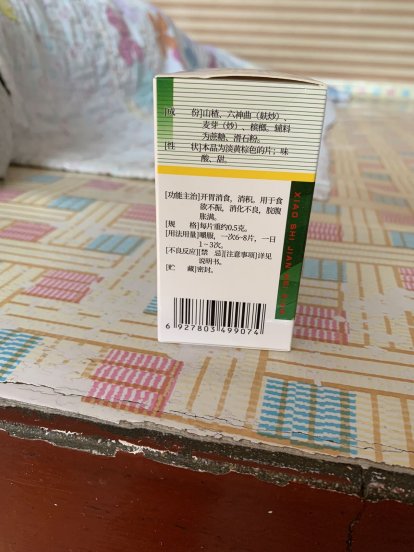 [成　份]山楂、六神曲(麸炒)、
麦芽(炒)、槟榔。辅料
为蔗糖、滑石粉。
[性　状]本品为淡黄棕色的片；味
酸、甜。
[功能主治]开胃消食，消积。用于食
欲不振，消化不良，脘腹
胀满。
[规　格]每片重约0.5克。
[用法用量]嚼服，一次6~8片，一日
1~3次。
[不良反应][禁　忌][注意事项]详见
说明书。
[贮　藏]密封。
6 927803 499074
XIAO SHI JIAN